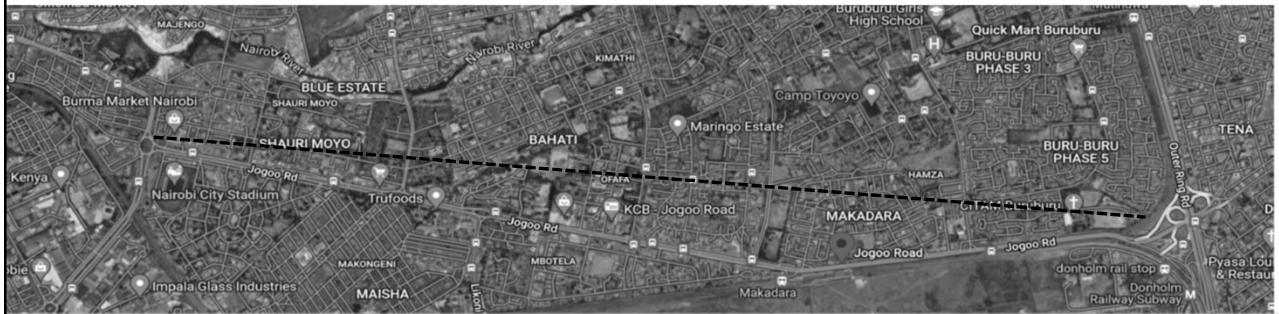 MAJENGO
Buruburu Girls
High School
Quick Mart Buruburu
Nairobi River
Nairobi River
KIMATHI
BURU-BURU
PHASE 3
BLUE ESTATE
Burma Market Nairobi
SHAURI MOYO
Camp Toyoyo
Maringo Estate
TENA
SHAURI MOYO
BAHATI
BURU-BURU
PHASE 5
Outer Ring Rd
Kenya
Jogoo Rd
OFAFA
HAMZA
Nairobi City Stadium
Trufoods
KCB - Jogoo Road
MAKADARA
CITAM Buruburu
Jogoo Rd
Jogoo Road
Jogoo Rd
MAKONGENI
MBOTELA
donholm rail stop
Impala Glass Industries
MAISHA
Likoni
Makadara
Donholm
Railway Subway
M